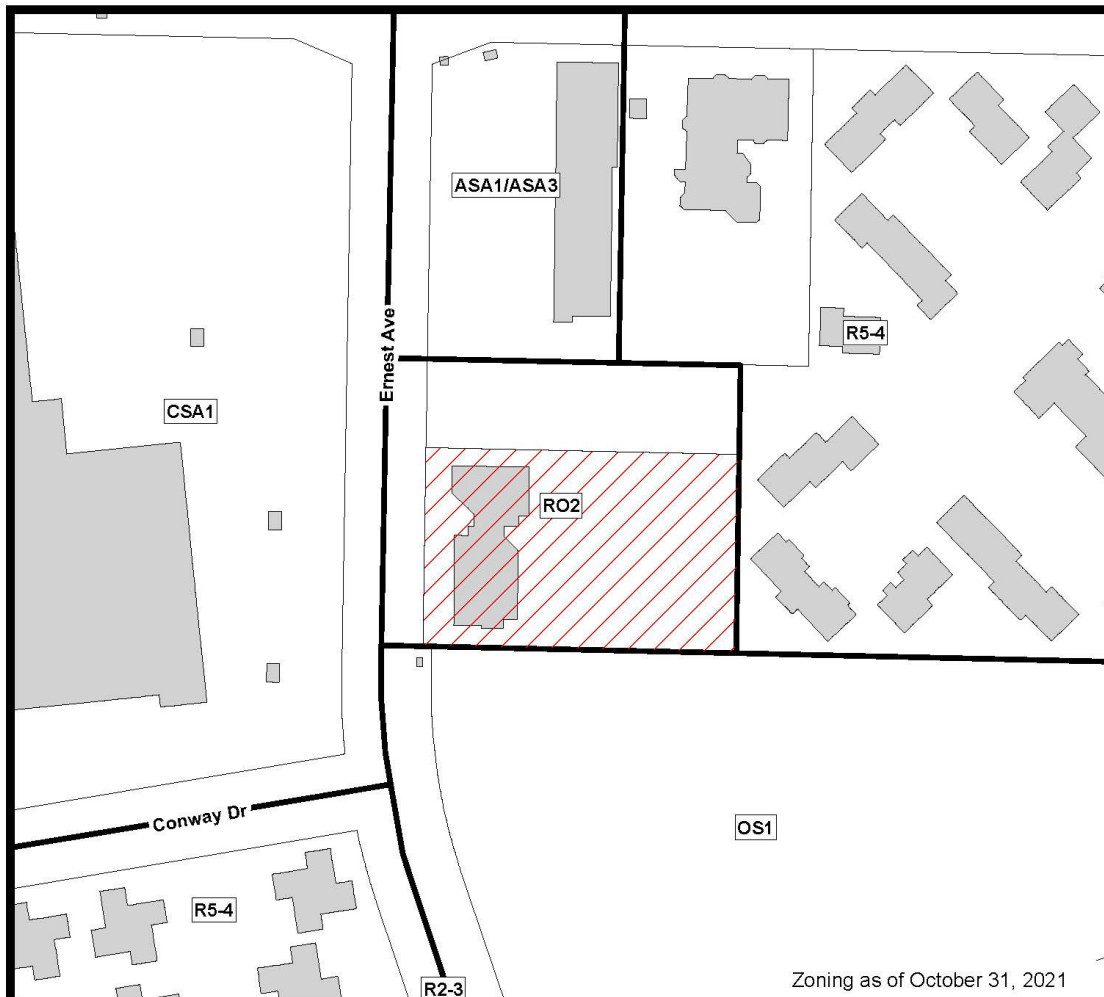 ASA1/ASA3
Ernest Ave
R5-4
CSA1
RO2
Conway Dr
OS1
R5-4
R2-3
Zoning as of October 31, 2021